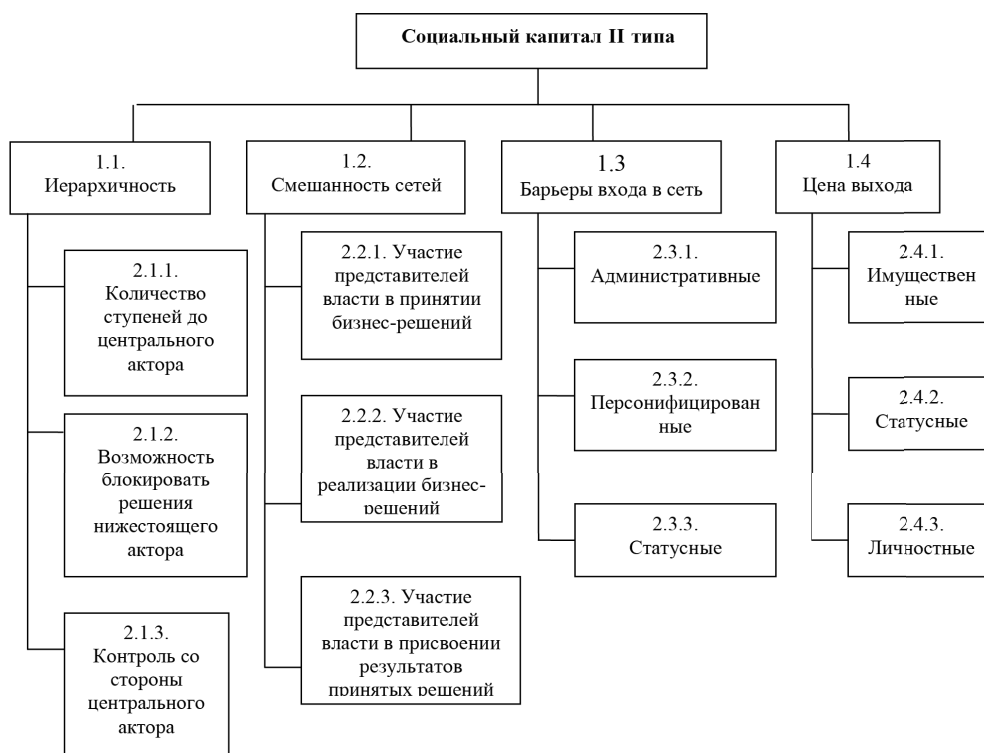 Социальный капитал II типа
1.1.
Иерархичность
1.2.
Смешанность сетей
1.3
Барьеры входа в сеть
1.4
Цена выхода
2.1.1.
Количество
ступеней до
центрального
актора
2.1.2.
Возможность
блокировать
решения
нижестоящего
актора
2.1.3.
Контроль со
стороны
центрального
актора
2.2.1. Участие
представителей
власти в принятии
бизнес-решений
2.2.2. Участие
представителей
власти в
реализации бизнес-
решений
2.2.3. Участие
представителей
власти в присвоении
результатов
принятых решений
2.3.1.
Административные
2.3.2.
Персонифицирован
ные
2.3.3.
Статусные
2.4.1.
Имуществен
ные
2.4.2.
Статусные
2.4.3.
Личностные